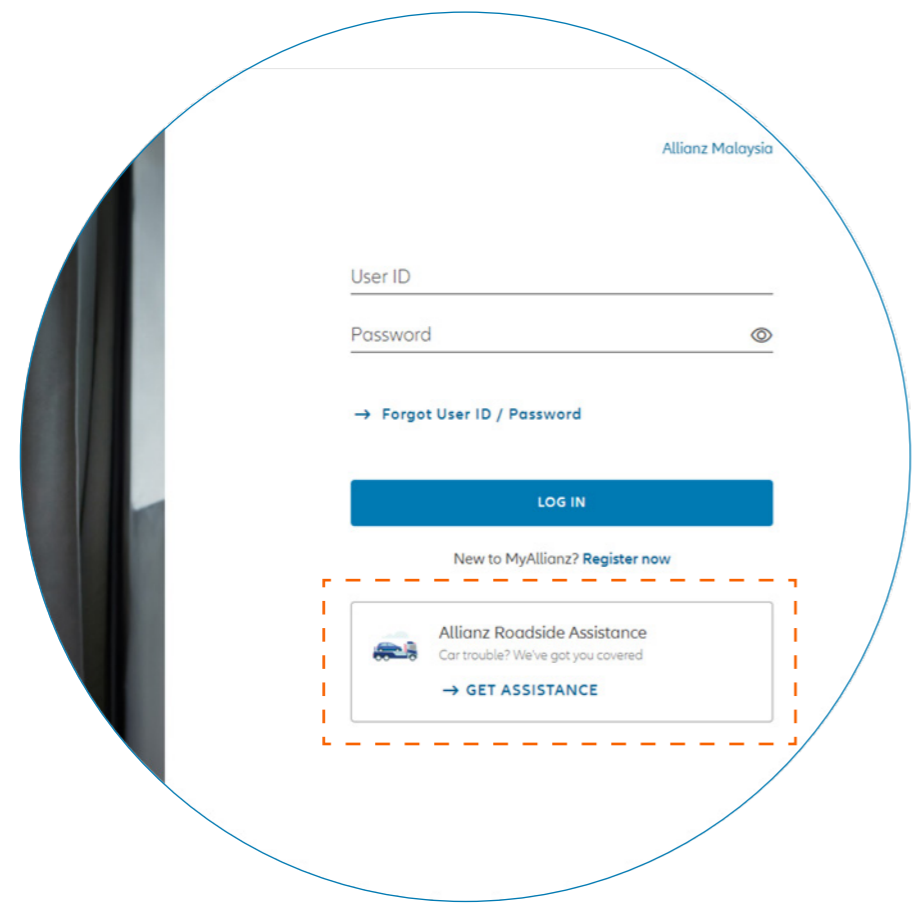 Allianz Malaysia
User ID
Password
→ Forgot User ID / Password
LOG IN
New to MyAllianz? Register now
Allianz Roadside Assistance
Car trouble? We've got you covered
→ GET ASSISTANCE